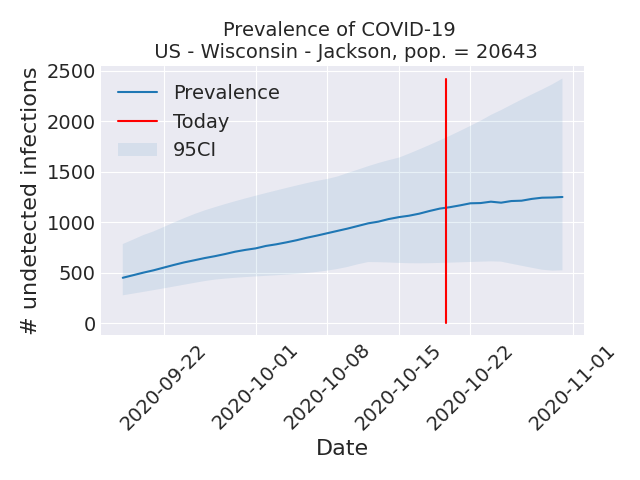 Prevalence of COVID-19
US - Wisconsin - Jackson, pop. = 20643
# undetected infections
2500
2000
1500
1000
500
0
Prevalence
Today
95CI
2020-09-22
2020-10-01
2020-10-08
2020-10-15
2020-10-22
2020-11-01
Date